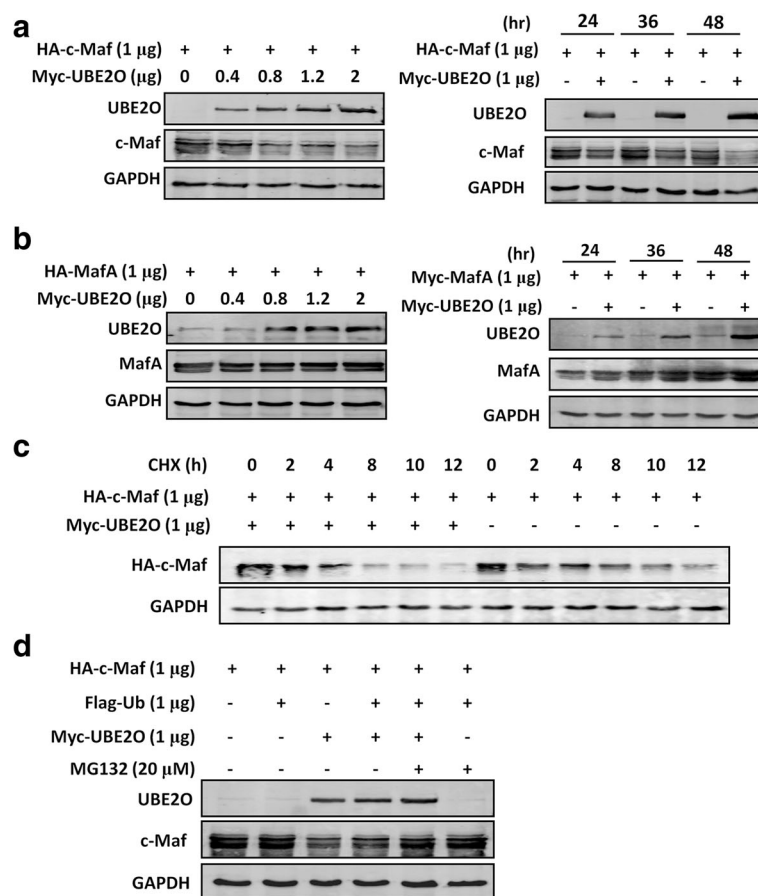 a
HA-c-Maf (1 μg) + + + + +
Myc-UBE2O (μg) 0 0.4 0.8 1.2 2
UBE2O
c-Maf
GAPDH
(hr) 24 36 48
HA-c-Maf (1 μg) + + + + + +
Myc-UBE2O (1 μg) - + - + - +
UBE2O
c-Maf
GAPDH
b
HA-MafA (1 μg) + + + + +
Myc-UBE2O (μg) 0 0.4 0.8 1.2 2
UBE2O
MafA
GAPDH
(hr) 24 36 48
Myc-MafA (1 μg) + + + + + +
Myc-UBE2O (1 μg) - + - + - +
UBE2O
MafA
GAPDH
c
CHX (h) 0 2 4 8 10 12 0 2 4 8 10 12
HA-c-Maf (1 μg) + + + + + + + + + + + +
Myc-UBE2O (1 μg) + + + + + + - - - - - -
HA-c-Maf
GAPDH
d
HA-c-Maf (1 μg) + + + + + +
Flag-Ub (1 μg) - + - + + +
Myc-UBE2O (1 μg) - - + + + -
MG132 (20 μM) - - - - + +
UBE2O
c-Maf
GAPDH